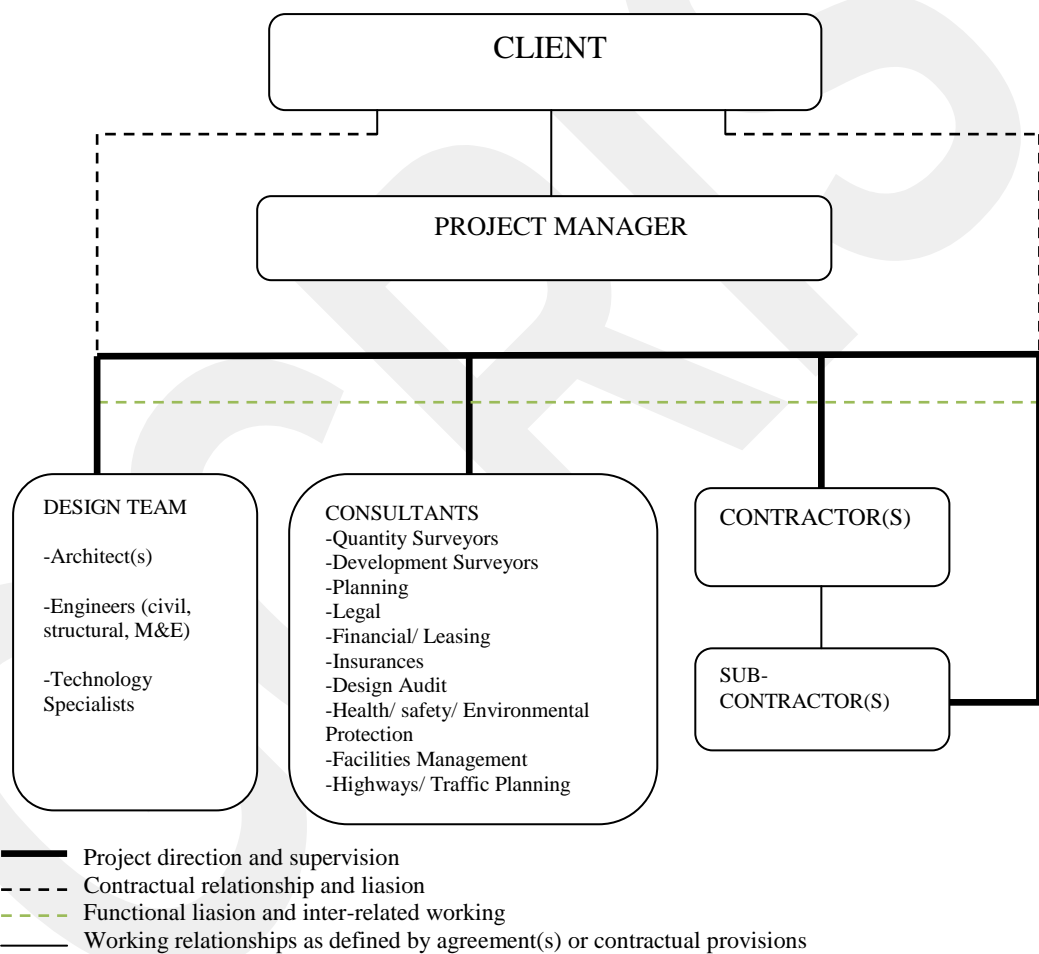 CLIENT
PROJECT MANAGER
DESIGN TEAM
-Architect(s)
-Engineers (civil,
structural, M&E)
-Technology
Specialists
CONSULTANTS
-Quantity Surveyors
-Development Surveyors
-Planning
-Legal
-Financial/ Leasing
-Insurances
-Design Audit
-Health/ safety/ Environmental
Protection
-Facilities Management
-Highways/ Traffic Planning
CONTRACTOR(S)
SUB-
CONTRACTOR(S)
Project direction and supervision
Contractual relationship and liasion
Functional liasion and inter-related working
Working relationships as defined by agreement(s) or contractual provisions